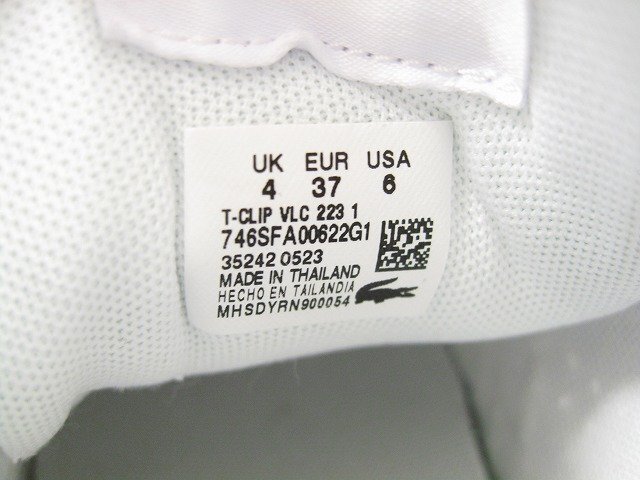 UK EUR USA
4 37 6
T-CLIP VLC 223 1
746SFA00622G1
35242 0523
MADE IN THAILAND
HECHO EN TAILANDIA
MHSDYRN900054